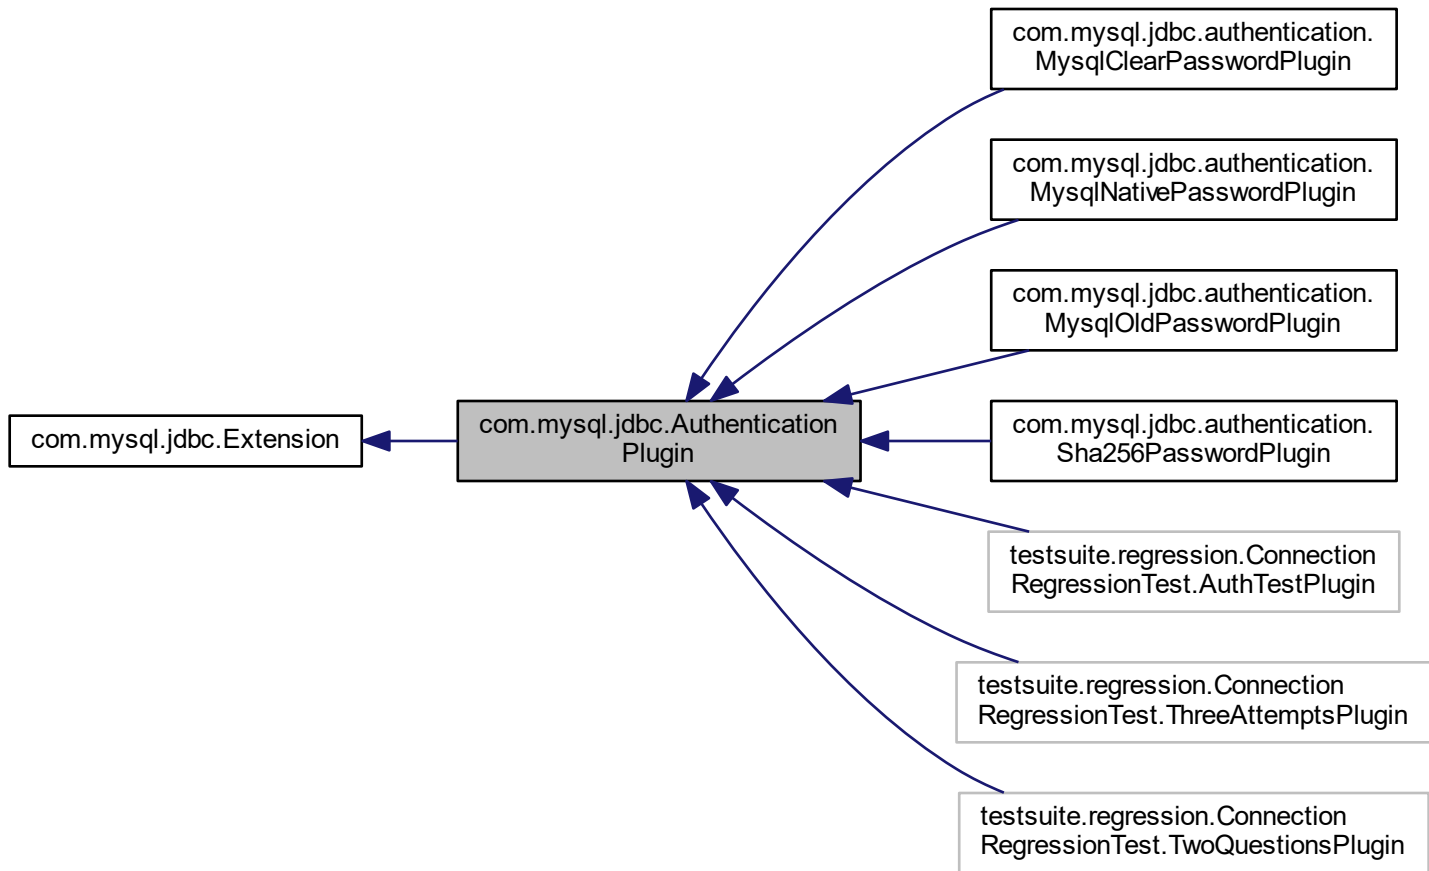 com.mysql.jdbc.authentication.
MysqlClearPasswordPlugin
com.mysql.jdbc.authentication.
MysqlNativePasswordPlugin
com.mysql.jdbc.authentication.
MysqlOldPasswordPlugin
com.mysql.jdbc.Extension
com.mysql.jdbc.Authentication
Plugin
com.mysql.jdbc.authentication.
Sha256PasswordPlugin
testsuite.regression.Connection
RegressionTest.AuthTestPlugin
testsuite.regression.Connection
RegressionTest.ThreeAttemptsPlugin
testsuite.regression.Connection
RegressionTest.TwoQuestionsPlugin